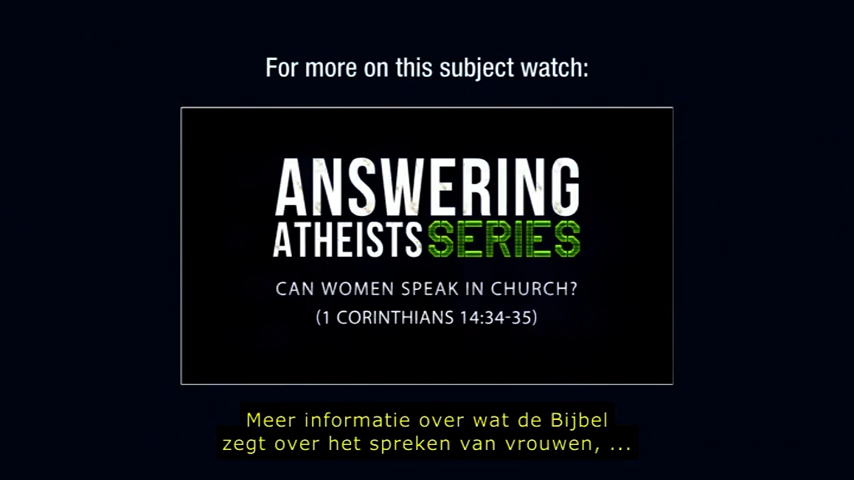 For more on this subject watch:
ANSWERING
ATHEISTS SERIES
CAN WOMEN SPEAK IN CHURCH?
(1 CORINTHIANS 14:34-35)
Meer informatie over wat de Bijbel
zegt over het spreken van vrouwen, ...